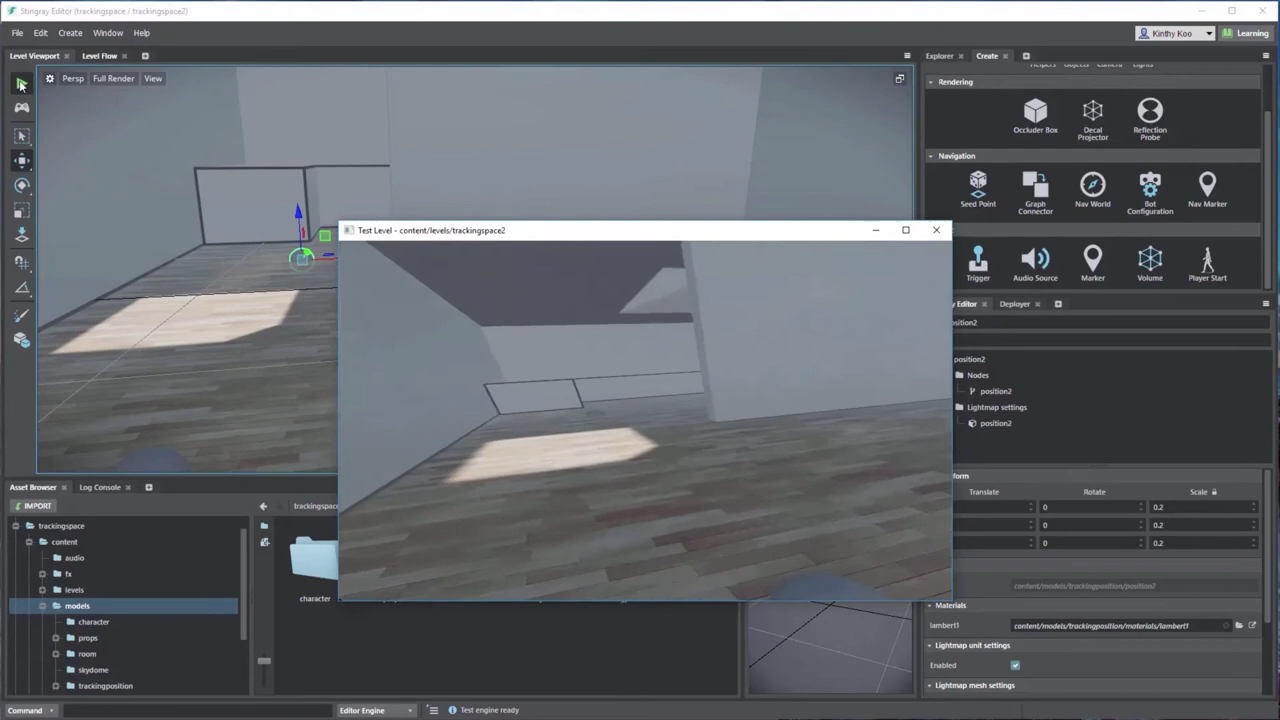 Stingray Editor (trackingspace / trackingspace2)
File Edit Create Window Help
Kinthy Koo
Learning
Level Viewport
Level Flow
Explorer
Create
Persp
Full Render
View
Rendering
Occluder Box
Decal Projector
Reflection Probe
Navigation
Seed Point
Graph Connector
Nav World
Bot Configuration
Nav Marker
Trigger
Audio Source
Marker
Volume
Player Start
Test Level - content/levels/trackingspace2
Editor
Deployer
osition2
position2
Nodes
position2
Lightmap settings
position2
form
Translate
Rotate
Scale
0
0.2
0
0.2
0
0.2
content/models/trackingposition/position2
Materials
lambert1
content/models/trackingposition/materials/lambert1
Lightmap unit settings
Enabled
Lightmap mesh settings
Asset Browser
Log Console
IMPORT
trackingspace
content
audio
fx
levels
models
character
props
room
skydome
trackingposition
trackingspac
character
Command
Editor Engine
Test engine ready